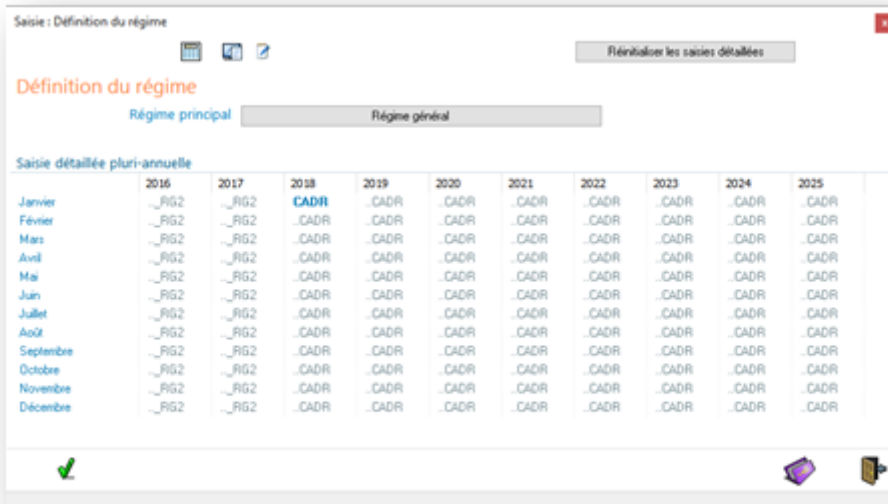 Saisie : Définition du régime
x
Réinitialiser les saisies détaillées
Définition du régime
Régime principal Régime général
Saisie détaillée pluri-annuelle
2016 2017 2018 2019 2020 2021 2022 2023 2024 2025
Janvier .._RG2 .._RG2 CADR ..CADR ..CADR ..CADR ..CADR ..CADR ..CADR ..CADR
Février .._RG2 .._RG2 ..CADR ..CADR ..CADR ..CADR ..CADR ..CADR ..CADR ..CADR
Mars .._RG2 .._RG2 ..CADR ..CADR ..CADR ..CADR ..CADR ..CADR ..CADR ..CADR
Avril .._RG2 .._RG2 ..CADR ..CADR ..CADR ..CADR ..CADR ..CADR ..CADR ..CADR
Mai .._RG2 .._RG2 ..CADR ..CADR ..CADR ..CADR ..CADR ..CADR ..CADR ..CADR
Juin .._RG2 .._RG2 ..CADR ..CADR ..CADR ..CADR ..CADR ..CADR ..CADR ..CADR
Juillet .._RG2 .._RG2 ..CADR ..CADR ..CADR ..CADR ..CADR ..CADR ..CADR ..CADR
Août .._RG2 .._RG2 ..CADR ..CADR ..CADR ..CADR ..CADR ..CADR ..CADR ..CADR
Septembre .._RG2 .._RG2 ..CADR ..CADR ..CADR ..CADR ..CADR ..CADR ..CADR ..CADR
Octobre .._RG2 .._RG2 ..CADR ..CADR ..CADR ..CADR ..CADR ..CADR ..CADR ..CADR
Novembre .._RG2 .._RG2 ..CADR ..CADR ..CADR ..CADR ..CADR ..CADR ..CADR ..CADR
Décembre .._RG2 .._RG2 ..CADR ..CADR ..CADR ..CADR ..CADR ..CADR ..CADR ..CADR